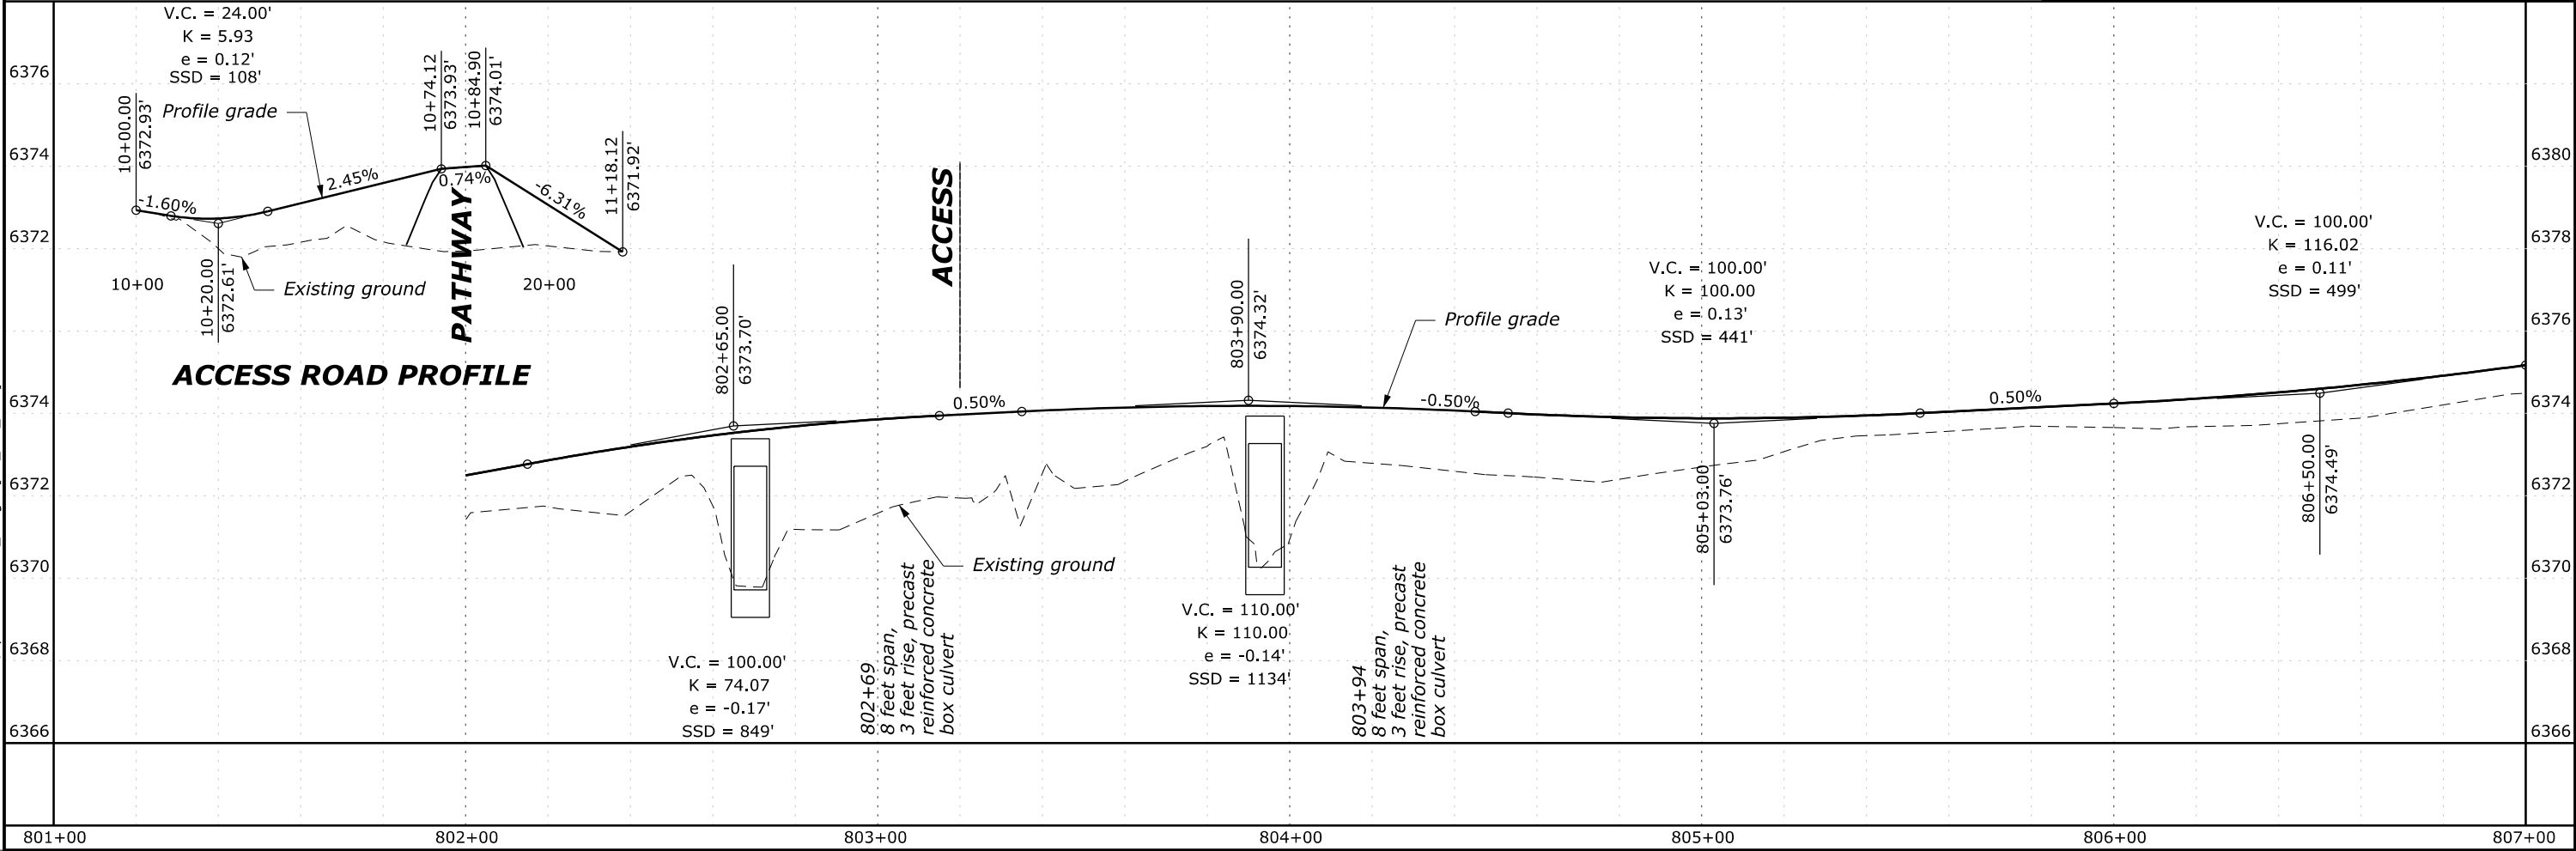 V.C. = 24.00'
K = 5.93
e = 0.12'
SSD = 108'
Profile grade
10+00.00
6372.93'
10+74.12
6373.93'
10+84.90
6374.01'
11+18.12
6371.92'
-1.60%
2.45%
0.74%
-6.31%
10+20.00
6372.61'
10+00
20+00
Existing ground
PATHWAY
ACCESS ROAD PROFILE
ACCESS
802+65.00
6373.70'
0.50%
803+90.00
6374.32'
Profile grade
-0.50%
V.C. = 100.00'
K = 100.00
e = 0.13'
SSD = 441'
0.50%
V.C. = 100.00'
K = 116.02
e = 0.11'
SSD = 499'
805+03.00
6373.76'
806+50.00
6374.49'
Existing ground
V.C. = 100.00'
K = 74.07
e = -0.17'
SSD = 849'
802+69
8 feet span,
3 feet rise, precast
reinforced concrete
box culvert
V.C. = 110.00'
K = 110.00
e = -0.14'
SSD = 1134'
803+94
8 feet span,
3 feet rise, precast
reinforced concrete
box culvert
6376
6374
6372
6374
6372
6370
6368
6366
6380
6378
6376
6374
6372
6370
6368
6366
801+00
802+00
803+00
804+00
805+00
806+00
807+00